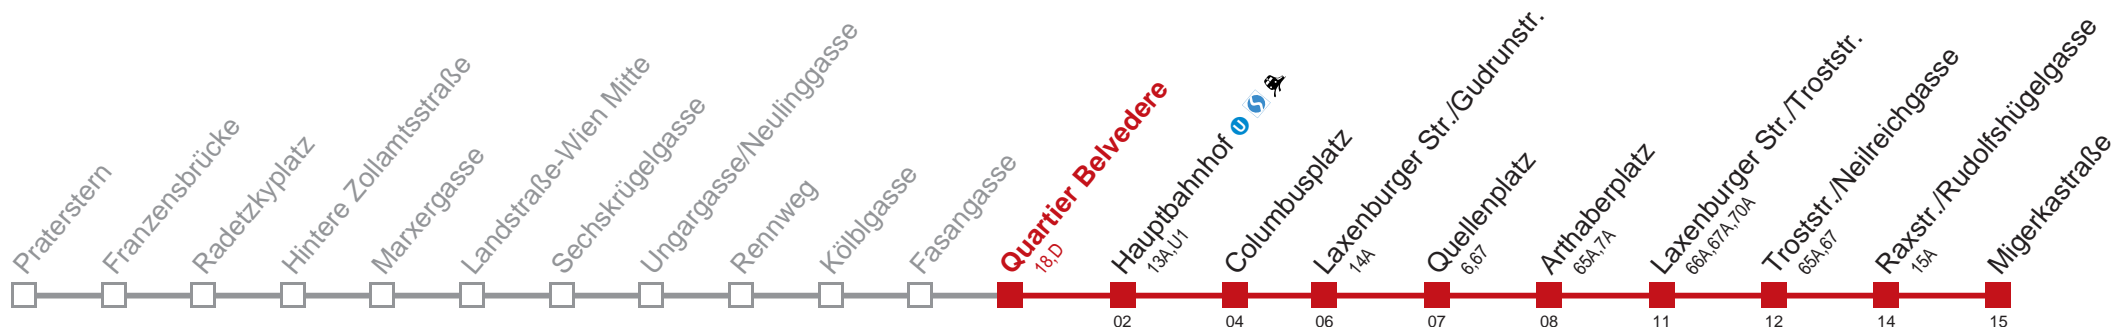 Praterstern
Franzensbrücke
Radetzkyplatz
Hintere Zollamtsstraße
Marxergasse
Landstraße-Wien Mitte
Sechskrügelgasse
Ungargasse/Neulinggasse
Rennweg
Kölblgasse
Fasangasse
Quartier Belvedere
18,D
Hauptbahnhof U S
13A,U1
02
Columbusplatz
04
Laxenburger Str./Gudrunstr.
14A
06
Quellenplatz
6,67
07
Arthaberplatz
65A,7A
08
Laxenburger Str./Troststr.
66A,67A,70A
11
Troststr./Neilreichgasse
65A,67
12
Raxstr./Rudolfshügelgasse
15A
14
Migerkastraße
15